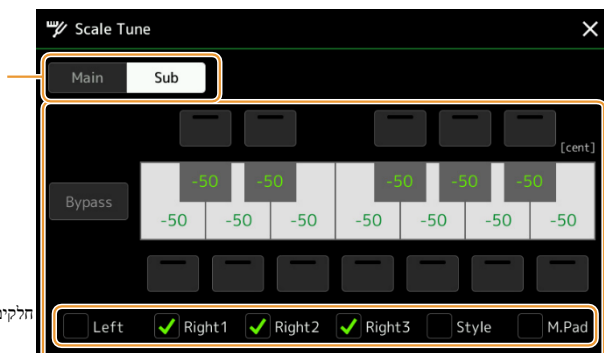 Scale Tune
Main Sub
[cent]
-50 -50 -50 -50 -50
Bypass
-50 -50 -50 -50 -50 -50 -50
Left Right1 Right2 Right3 Style M.Pad